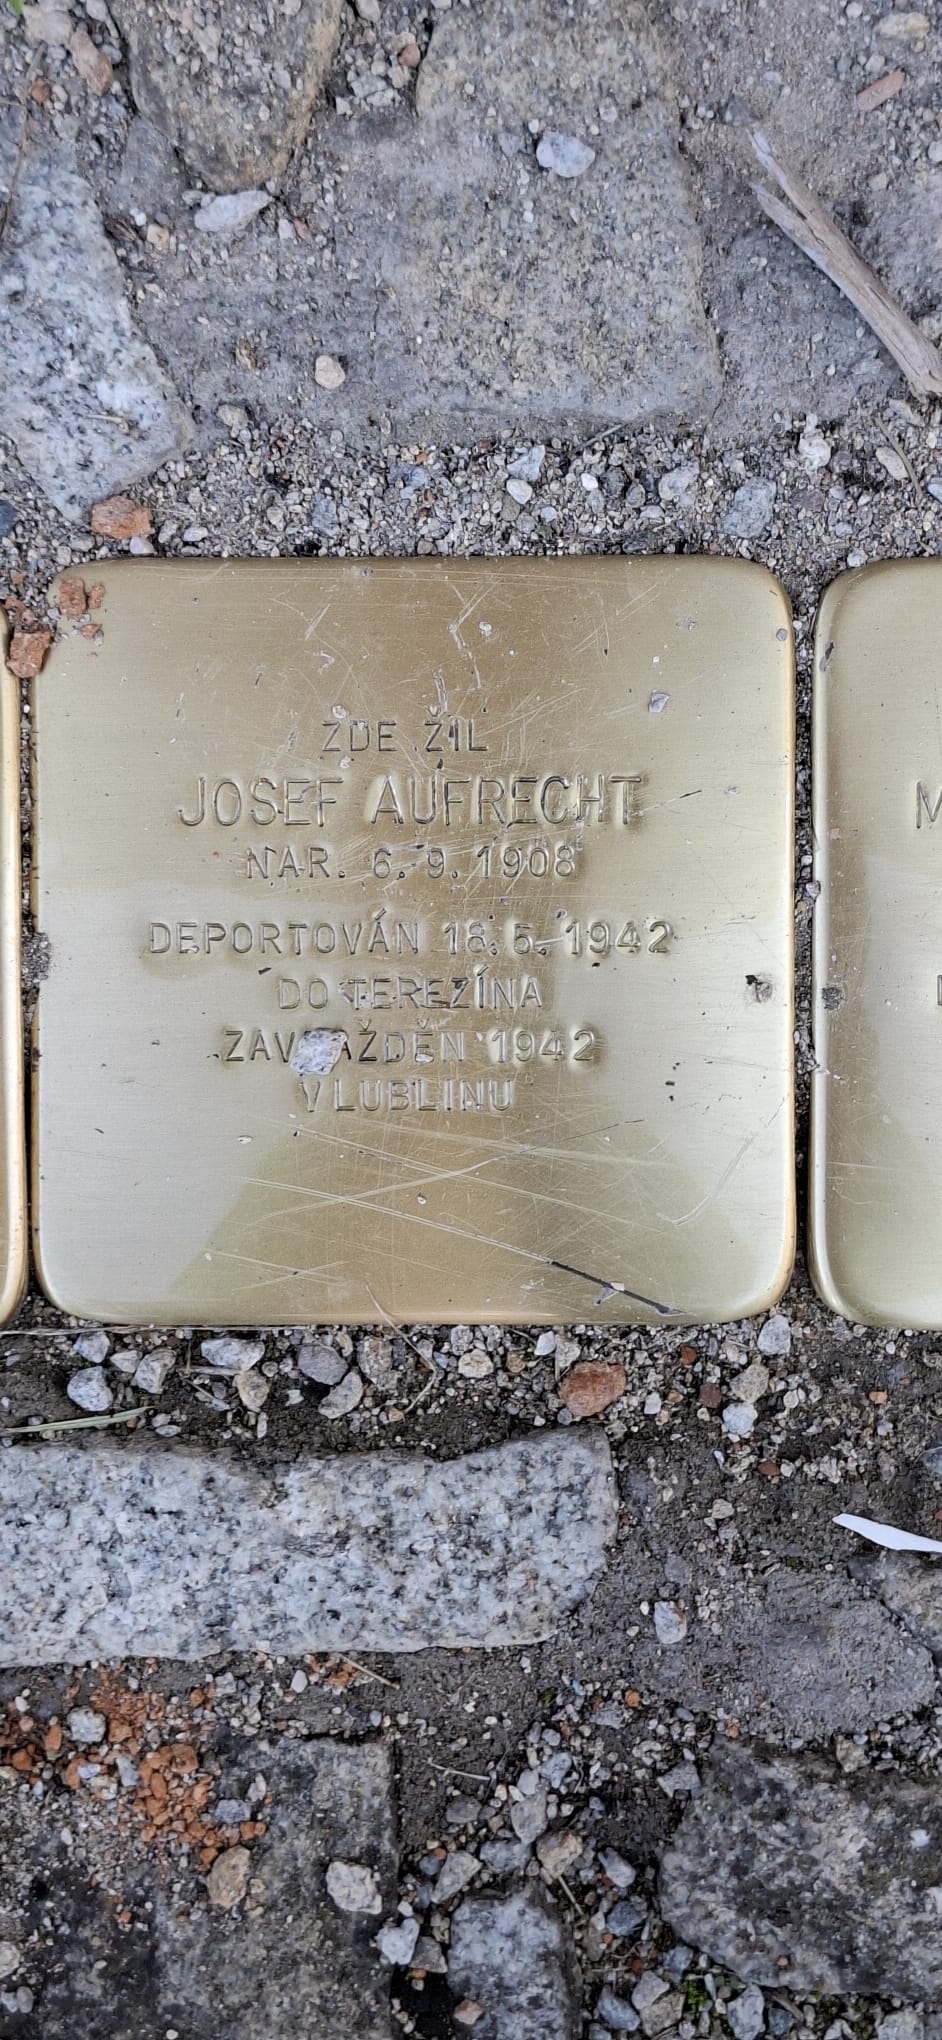 ZDE ŽIL
JOSEF AUFRECHT
NAR. 6. 9. 1908
DEPORTOVÁN 18. 5. 1942
DO TEREZÍNA
ZAVRAŽDĚN 1942
V LUBLINU
M